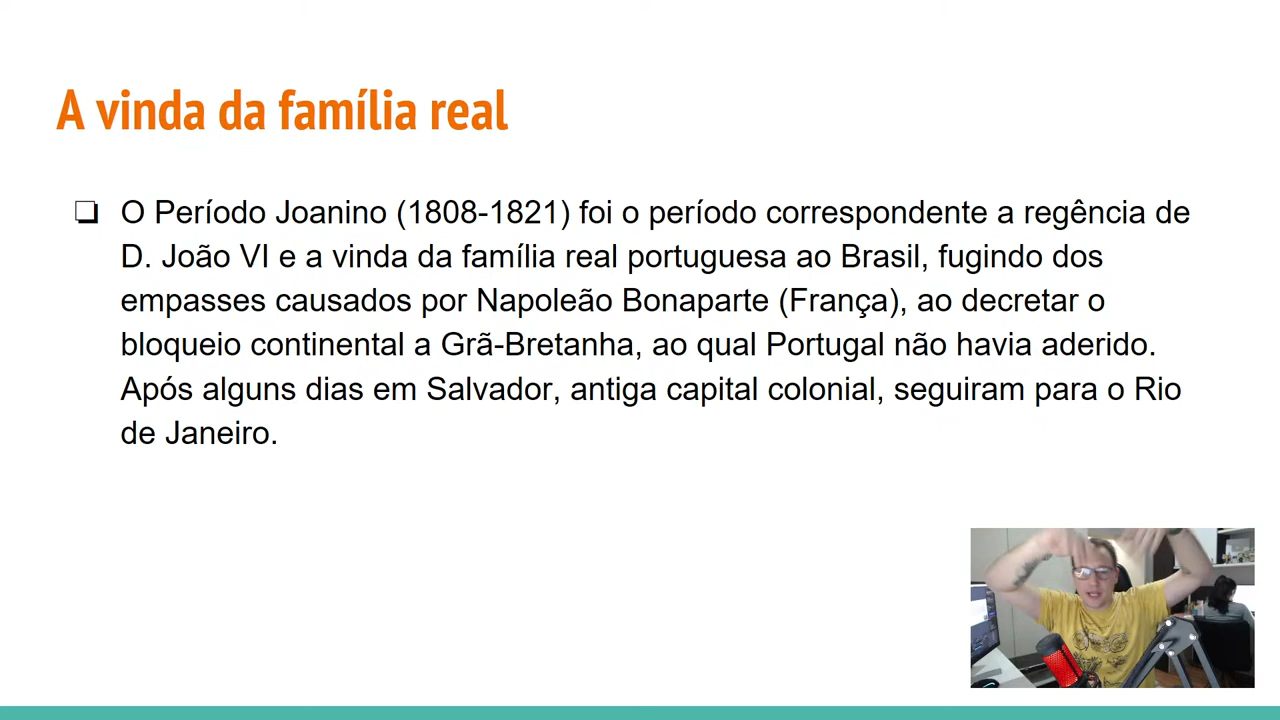 A vinda da família real
❏ O Período Joanino (1808-1821) foi o período correspondente a regência de
D. João VI e a vinda da família real portuguesa ao Brasil, fugindo dos
empasses causados por Napoleão Bonaparte (França), ao decretar o
bloqueio continental a Grã-Bretanha, ao qual Portugal não havia aderido.
Após alguns dias em Salvador, antiga capital colonial, seguiram para o Rio
de Janeiro.